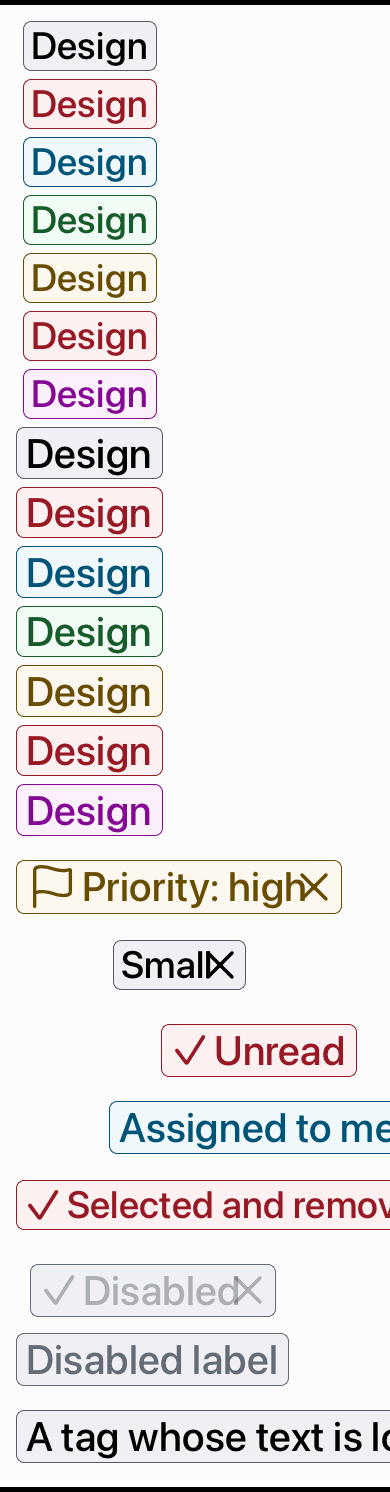 Design
Design
Design
Design
Design
Design
Design
Design
Design
Design
Design
Design
Design
Design
Priority: high
Small
Unread
Assigned to me
Selected and remov
Disabled
Disabled label
A tag whose text is lo